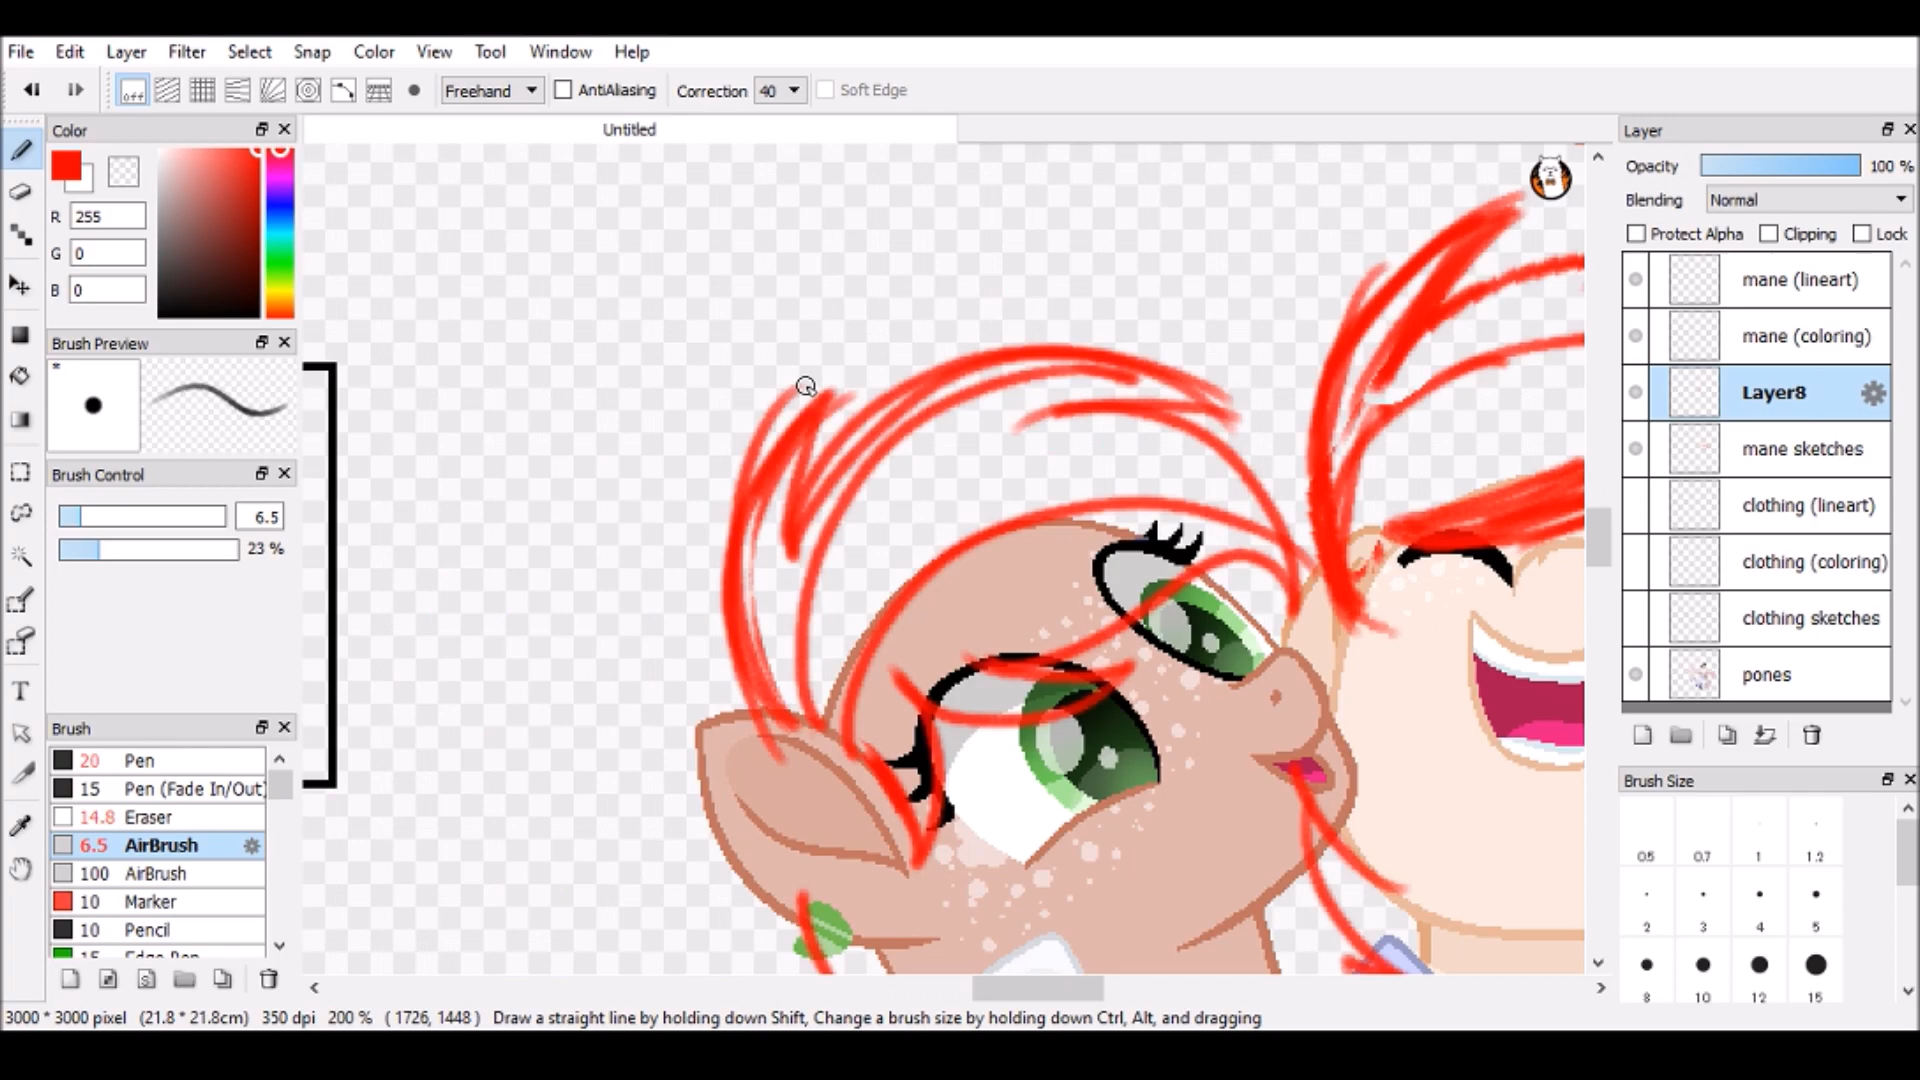 File Edit Layer Filter Select Snap Color View Tool Window Help
off Freehand AntiAliasing Correction 40 Soft Edge
Color
Untitled
Layer
R 255
G 0
B 0
Opacity 100 %
Blending Normal
Protect Alpha Clipping Lock
mane (lineart)
mane (coloring)
Layer8
mane sketches
clothing (lineart)
clothing (coloring)
clothing sketches
pones
Brush Preview
*
Brush Control
6.5
23 %
Brush
20 Pen
15 Pen (Fade In/Out)
14.8 Eraser
6.5 AirBrush
100 AirBrush
10 Marker
10 Pencil
15 Edge Pen
T
Brush Size
0.5 0.7 1 1.2
2 3 4 5
8 10 12 15
3000 * 3000 pixel (21.8 * 21.8cm) 350 dpi 200 % ( 1726, 1448 ) Draw a straight line by holding down Shift, Change a brush size by holding down Ctrl, Alt, and dragging